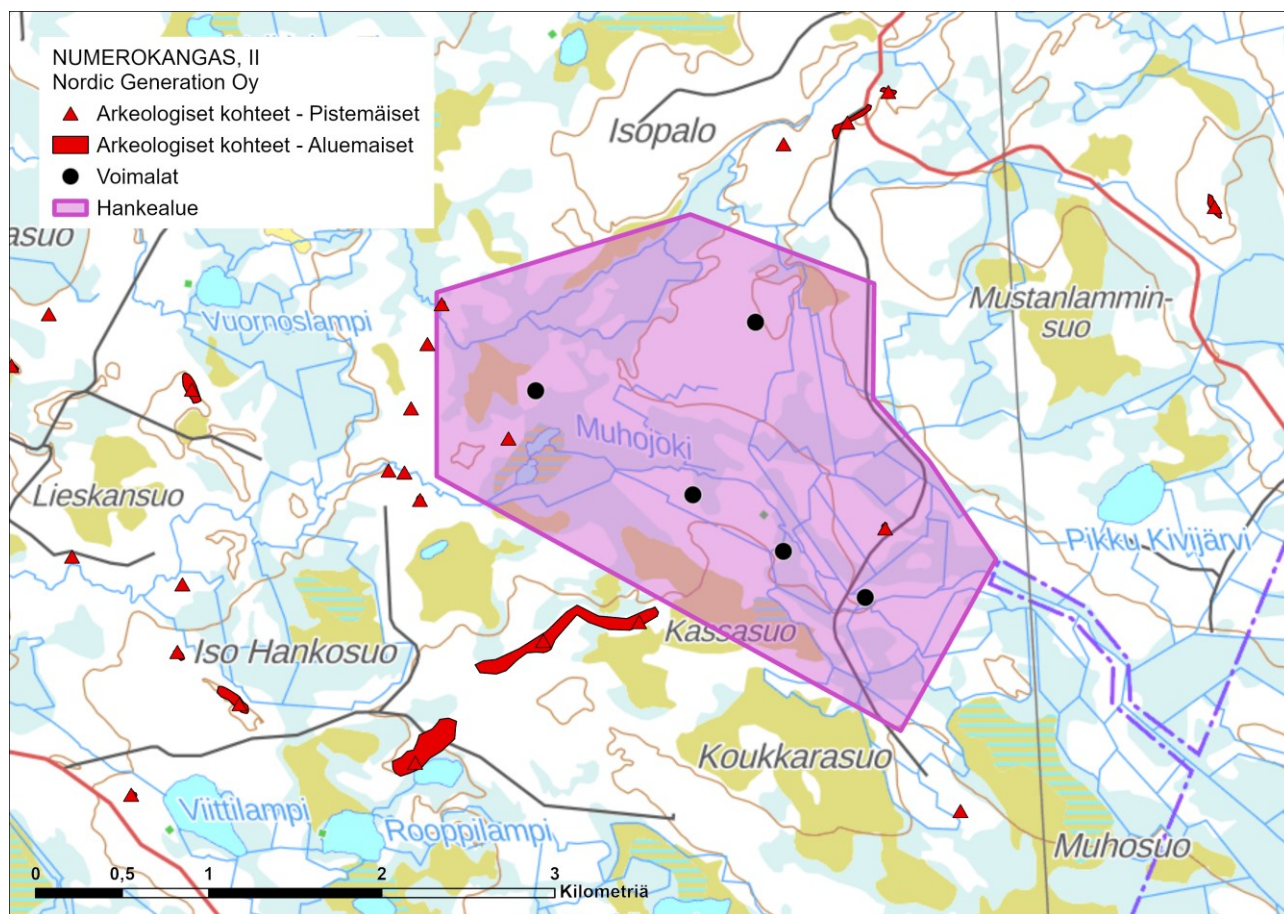 NUMEROKANGAS, II
Nordic Generation Oy
Arkeologiset kohteet - Pistemäiset
Arkeologiset kohteet - Aluemaiset
Voimalat
Hankealue
Isopalo
asuo
Vuornoslampi
Mustanlammin-
suo
Muhojoki
Lieskansuo
Pikku Kivijärvi
Iso Hankosuo
Kassasuo
Koukkarasuo
Viittilampi
Rooppilampi
Muhosuo
0 0,5 1 2 3 Kilometriä